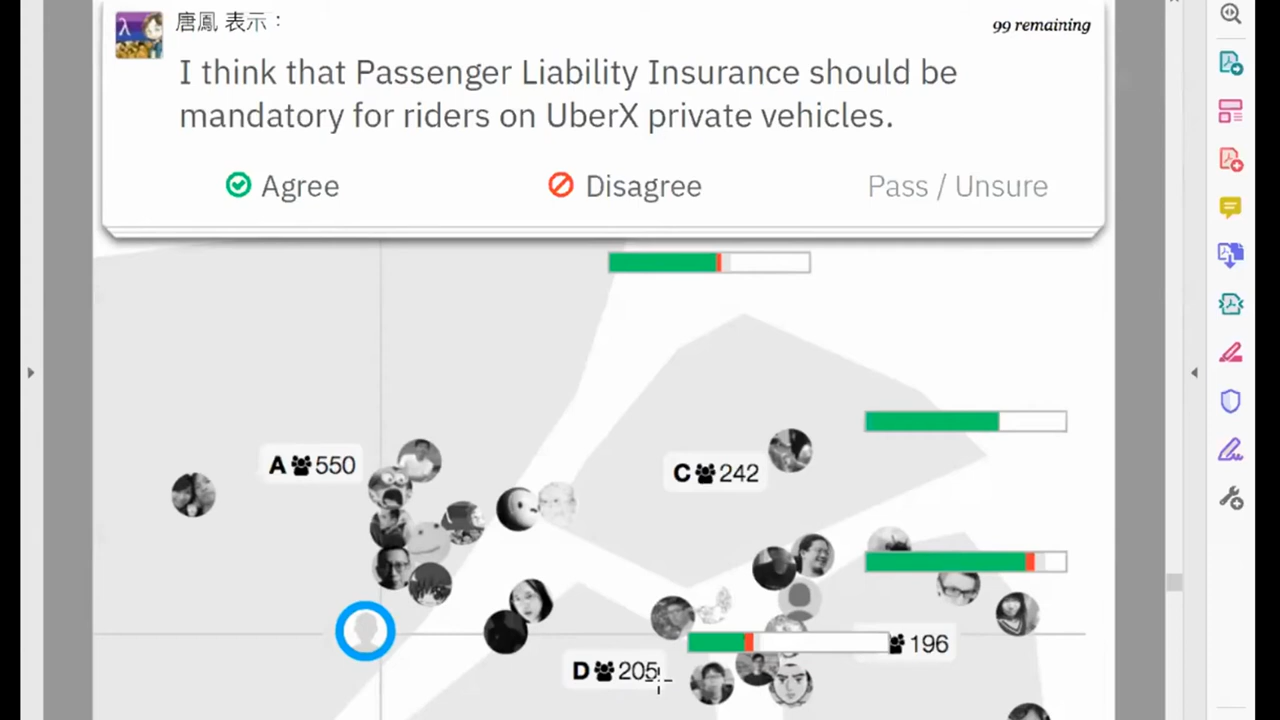 唐鳳 表示：
99 remaining
I think that Passenger Liability Insurance should be
mandatory for riders on UberX private vehicles.
Agree
Disagree
Pass / Unsure
A 550
C 242
196
D 205